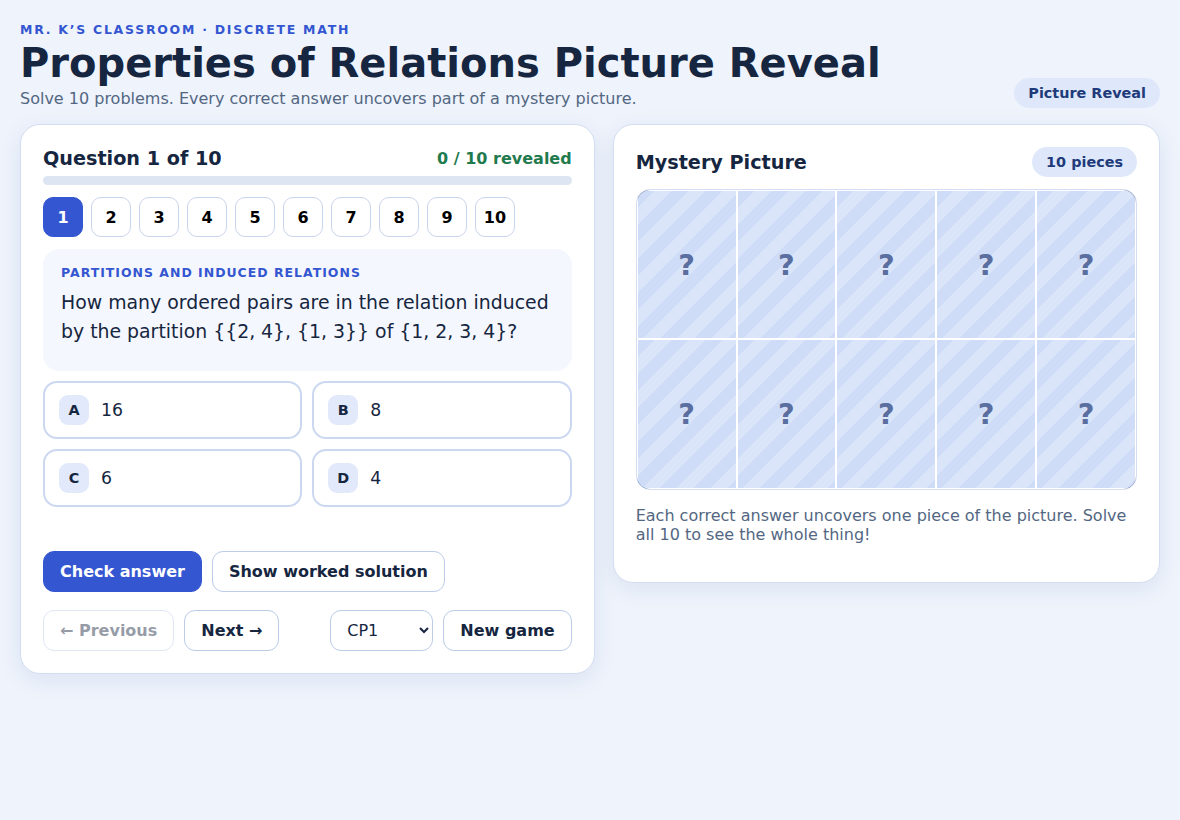 MR. K’S CLASSROOM · DISCRETE MATH
Properties of Relations Picture Reveal
Solve 10 problems. Every correct answer uncovers part of a mystery picture.
Picture Reveal
Question 1 of 10
0 / 10 revealed
1 2 3 4 5 6 7 8 9 10
PARTITIONS AND INDUCED RELATIONS
How many ordered pairs are in the relation induced
by the partition {{2, 4}, {1, 3}} of {1, 2, 3, 4}?
A 16
B 8
C 6
D 4
Check answer
Show worked solution
← Previous
Next →
CP1
New game
Mystery Picture
10 pieces
? ? ? ? ?
? ? ? ? ?
Each correct answer uncovers one piece of the picture. Solve
all 10 to see the whole thing!